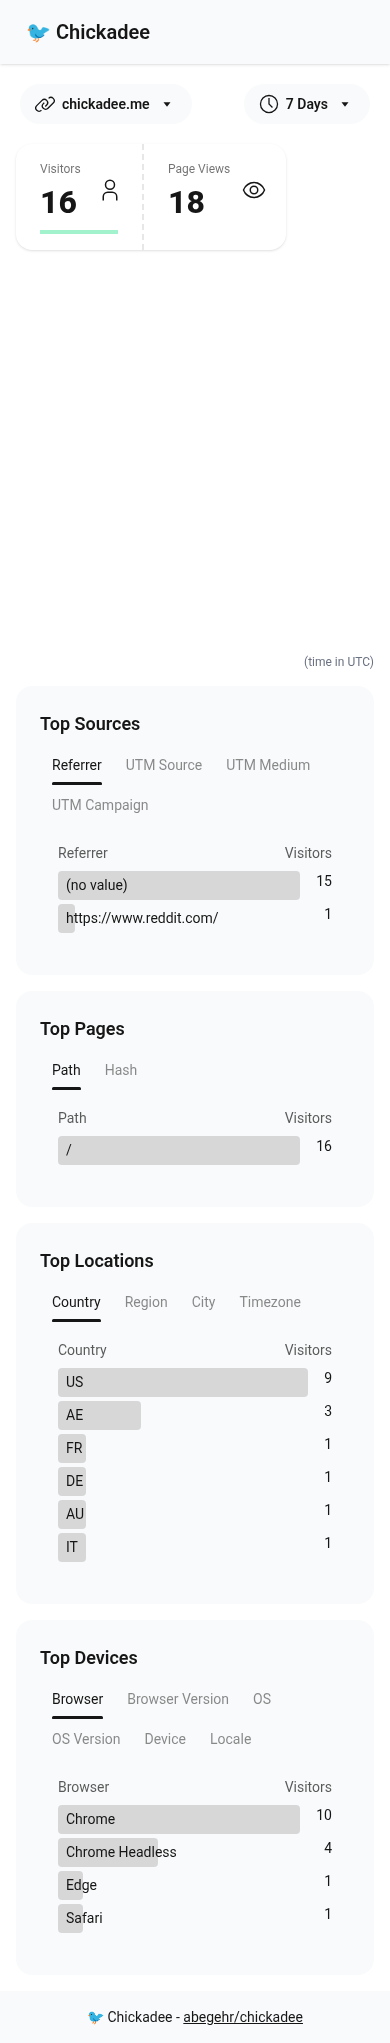 🐦 Chickadee
chickadee.me 7 Days
Visitors Page Views
16 18
(time in UTC)
Top Sources
Referrer UTM Source UTM Medium
UTM Campaign
Referrer Visitors
(no value) 15
https://www.reddit.com/ 1
Top Pages
Path Hash
Path Visitors
/ 16
Top Locations
Country Region City Timezone
Country Visitors
US 9
AE 3
FR 1
DE 1
AU 1
IT 1
Top Devices
Browser Browser Version OS
OS Version Device Locale
Browser Visitors
Chrome 10
Chrome Headless 4
Edge 1
Safari 1
🐦 Chickadee - abegehr/chickadee